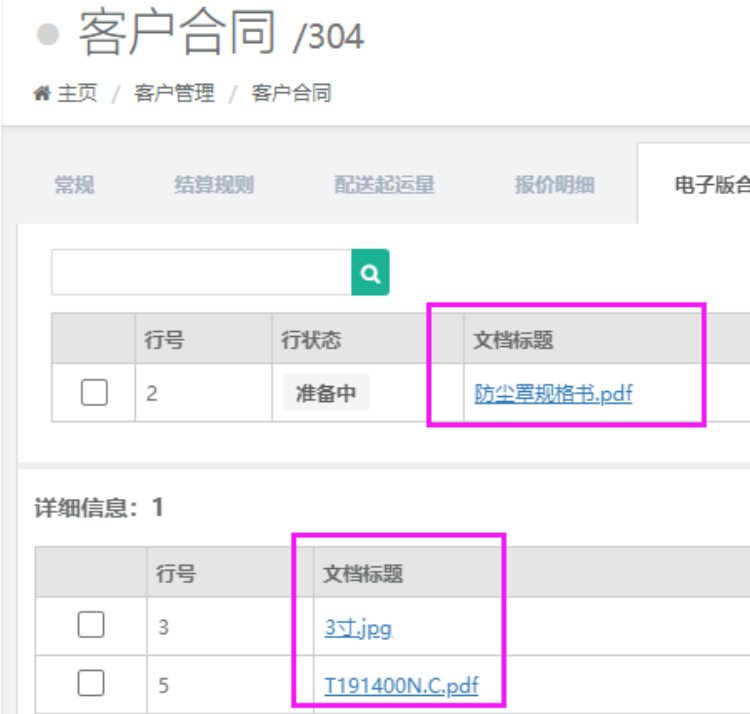 客户合同 /304
主页 / 客户管理 / 客户合同
常规 结算规则 配送起运量 报价明细 电子版合
行号 行状态 文档标题
2 准备中 防尘罩规格书.pdf
详细信息：1
行号 文档标题
3 3寸.jpg
5 T191400N.C.pdf